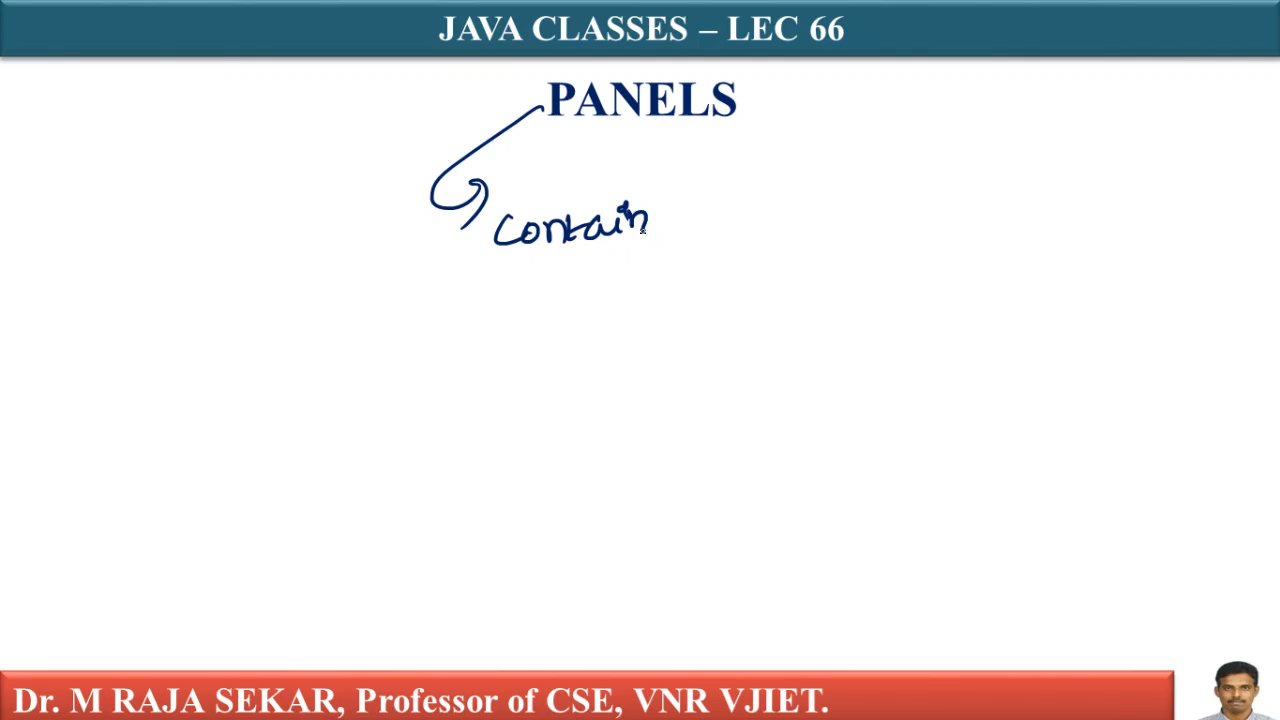 JAVA CLASSES – LEC 66
PANELS
contain
Dr. M RAJA SEKAR, Professor of CSE, VNR VJIET.